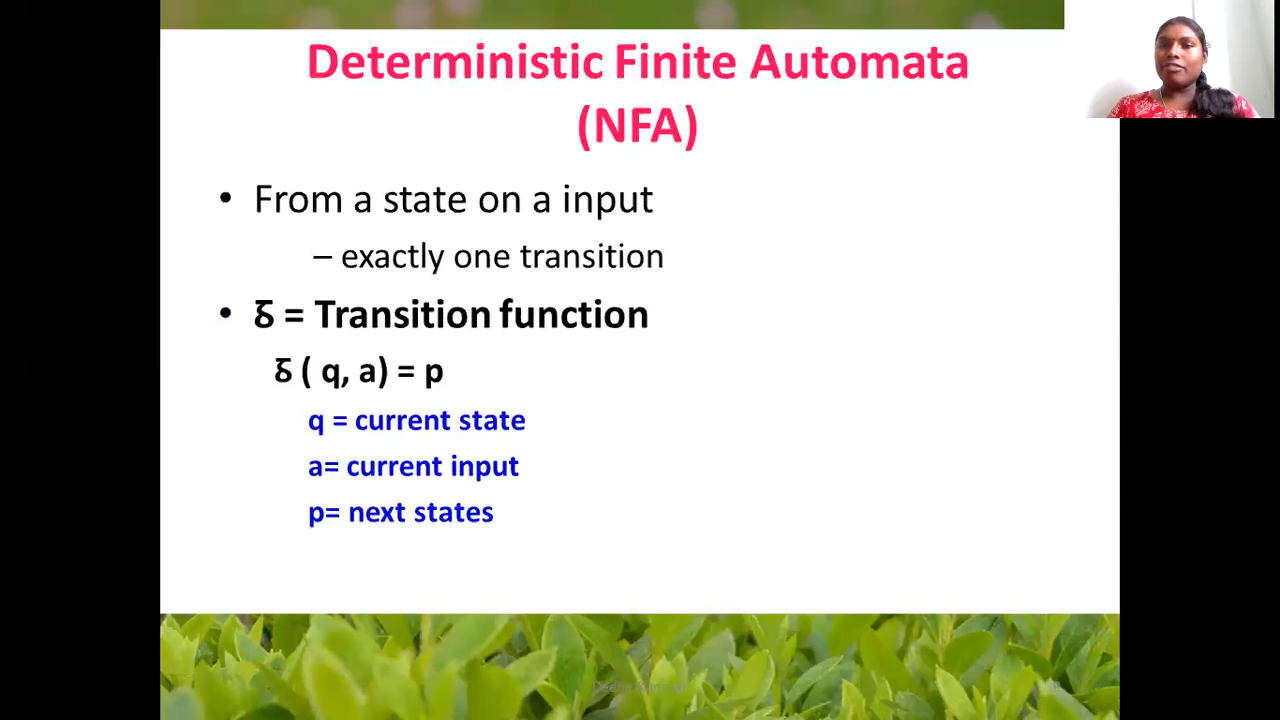 Deterministic Finite Automata
(NFA)
• From a state on a input
– exactly one transition
• δ = Transition function
δ ( q, a) = p
q = current state
a= current input
p= next states